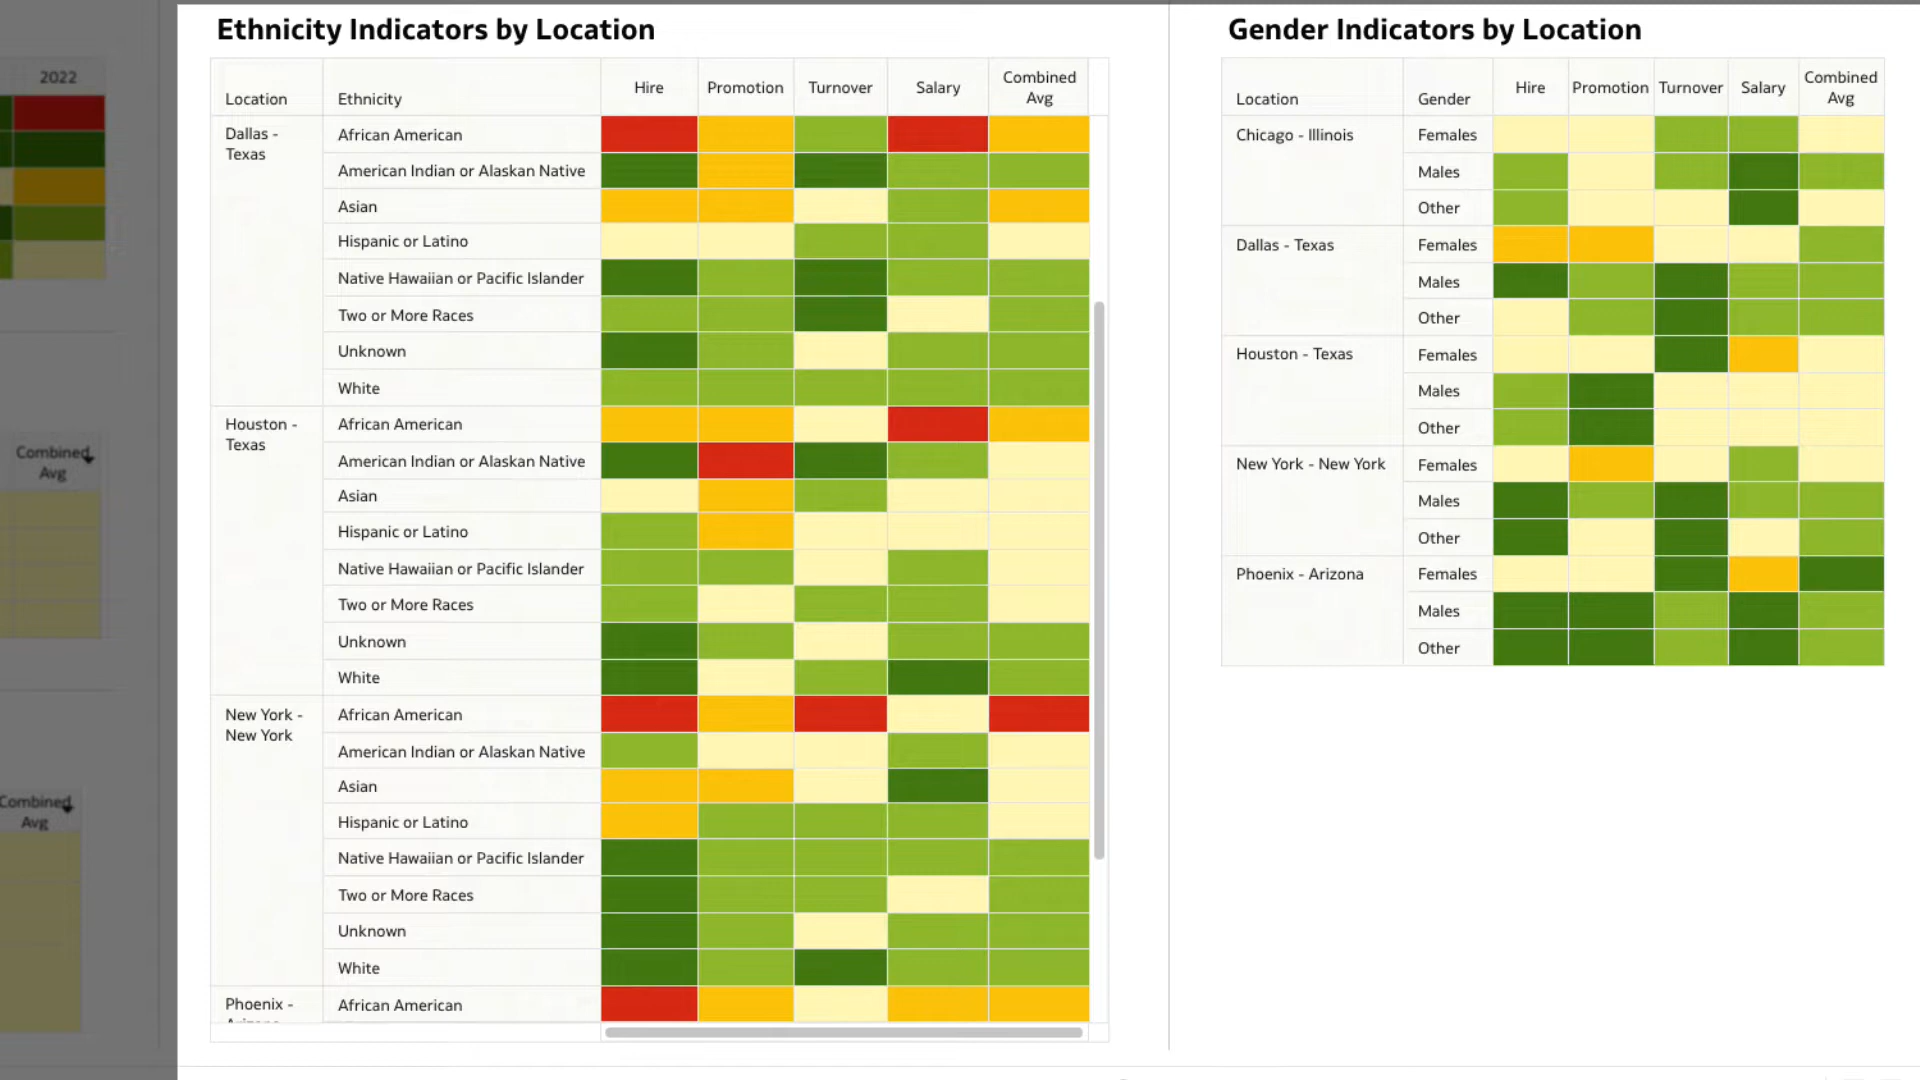 2022
Combined
Avg
Combined
Avg
Ethnicity Indicators by Location
Location Ethnicity Hire Promotion Turnover Salary Combined
Avg
Dallas - African American
Texas
American Indian or Alaskan Native
Asian
Hispanic or Latino
Native Hawaiian or Pacific Islander
Two or More Races
Unknown
White
Houston - African American
Texas
American Indian or Alaskan Native
Asian
Hispanic or Latino
Native Hawaiian or Pacific Islander
Two or More Races
Unknown
White
New York - African American
New York
American Indian or Alaskan Native
Asian
Hispanic or Latino
Native Hawaiian or Pacific Islander
Two or More Races
Unknown
White
Phoenix - African American
Gender Indicators by Location
Location Gender Hire Promotion Turnover Salary Combined
Avg
Chicago - Illinois Females
Males
Other
Dallas - Texas Females
Males
Other
Houston - Texas Females
Males
Other
New York - New York Females
Males
Other
Phoenix - Arizona Females
Males
Other